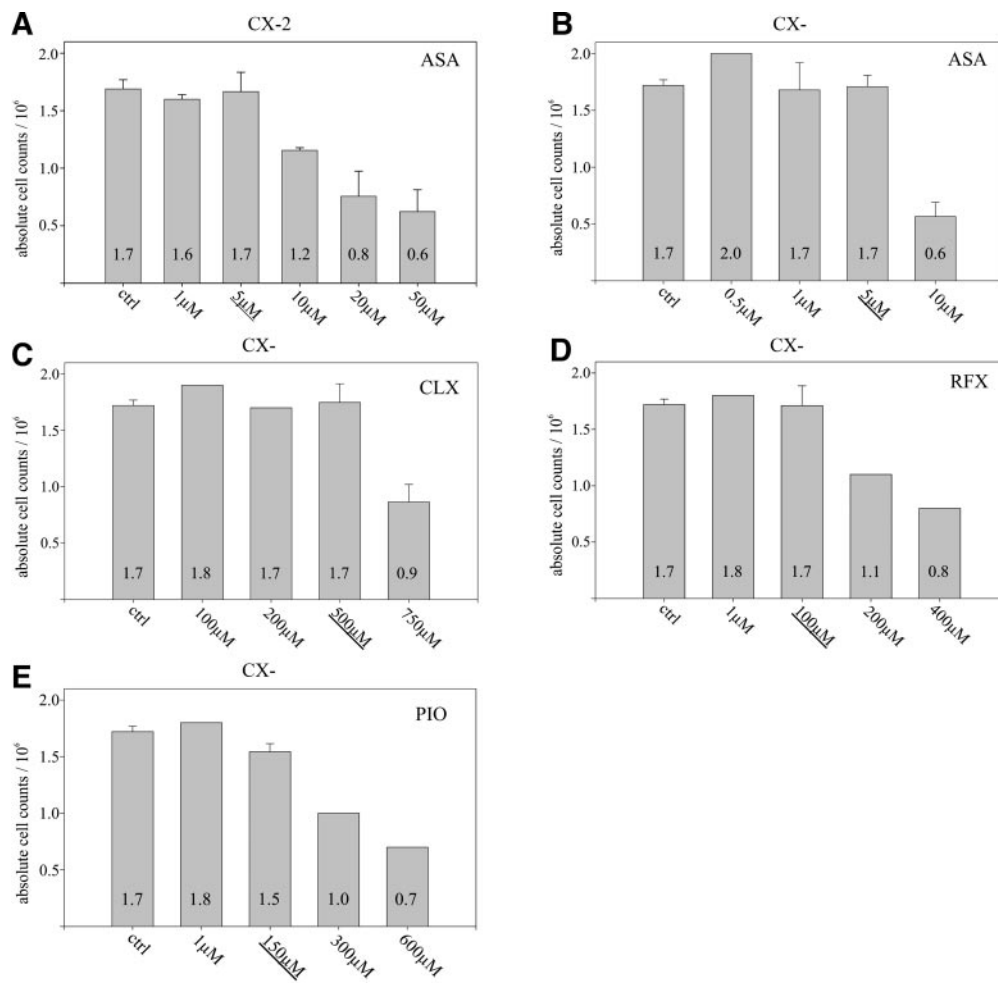 A
CX-2
ASA
absolute cell counts / 10⁶
2.0
1.5
1.0
0.5
1.7 1.6 1.7 1.2 0.8 0.6
ctrl 1μM 5μM 10μM 20μM 50μM
B
CX-
ASA
absolute cell counts / 10⁶
2.0
1.5
1.0
0.5
1.7 2.0 1.7 1.7 0.6
ctrl 0.5μM 1μM 5μM 10μM
C
CX-
CLX
absolute cell counts / 10⁶
2.0
1.5
1.0
0.5
1.7 1.8 1.7 1.7 0.9
ctrl 100μM 200μM 500μM 750μM
D
CX-
RFX
absolute cell counts / 10⁶
2.0
1.5
1.0
0.5
1.7 1.8 1.7 1.1 0.8
ctrl 1μM 100μM 200μM 400μM
E
CX-
PIO
absolute cell counts / 10⁶
2.0
1.5
1.0
0.5
1.7 1.8 1.5 1.0 0.7
ctrl 1μM 150μM 300μM 600μM